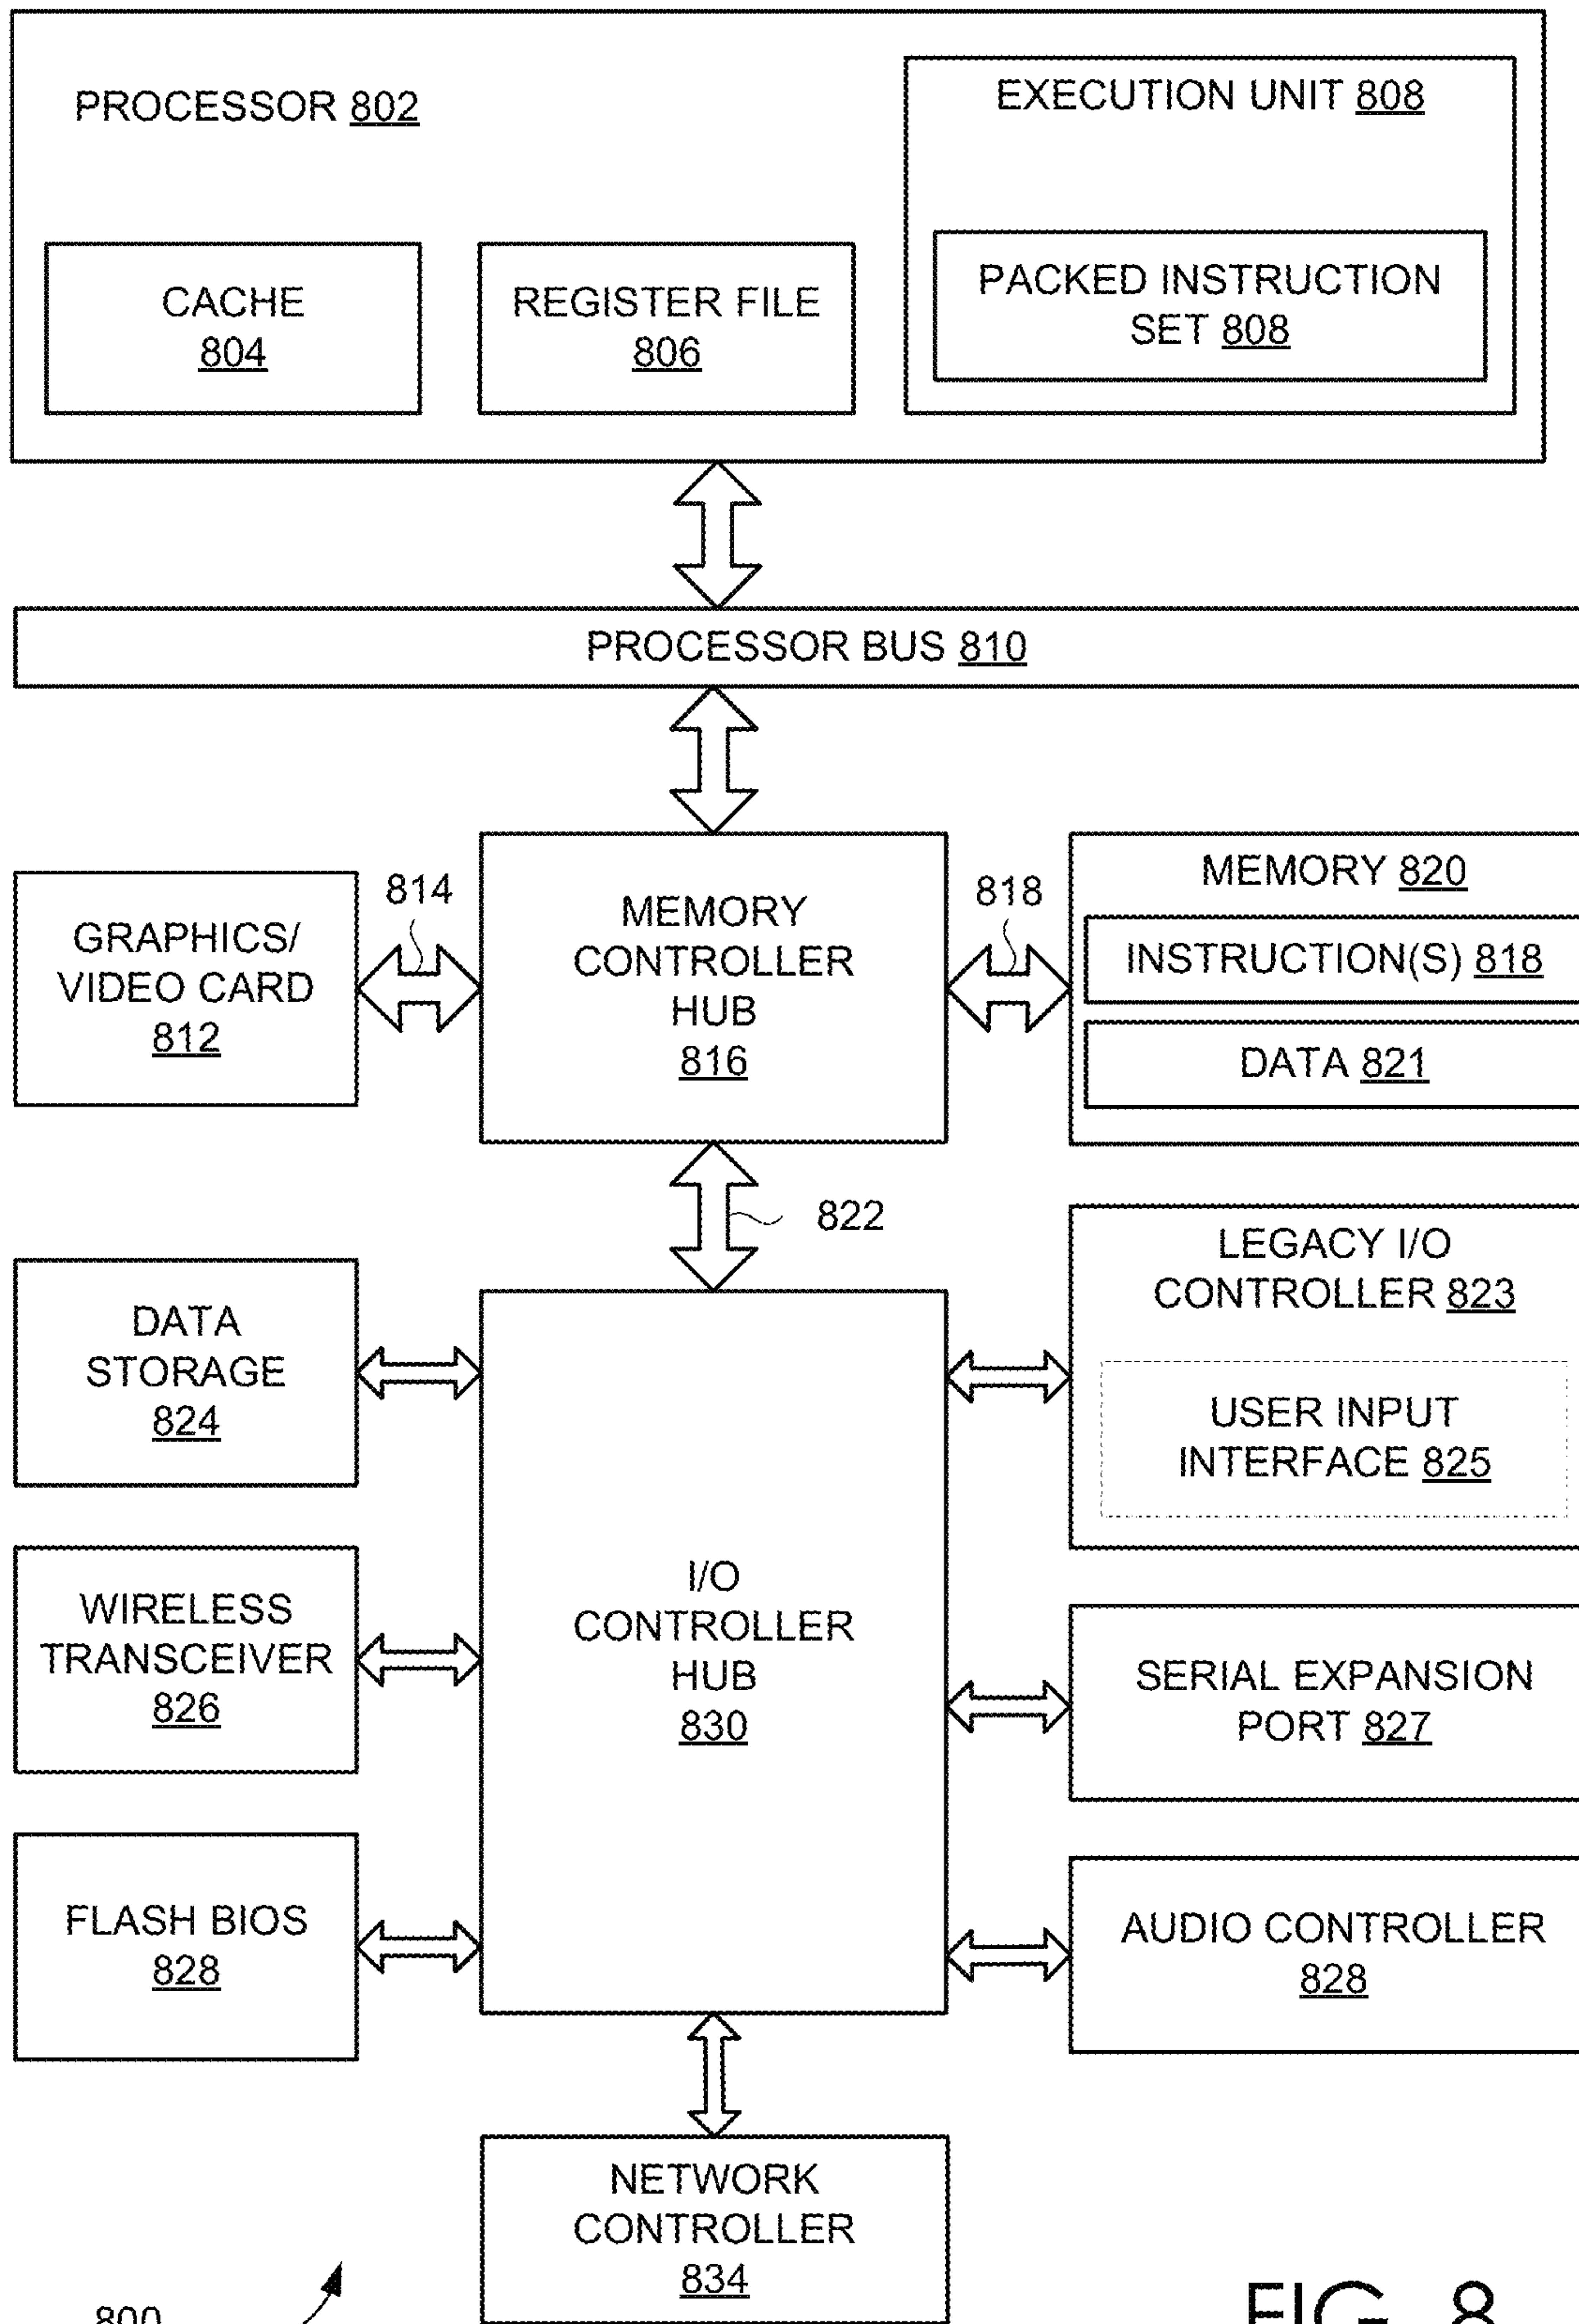 PROCESSOR 802
EXECUTION UNIT 808
CACHE
804
REGISTER FILE
806
PACKED INSTRUCTION
SET 808
PROCESSOR BUS 810
GRAPHICS/
VIDEO CARD
812
814
MEMORY
CONTROLLER
HUB
816
818
MEMORY 820
INSTRUCTION(S) 818
DATA 821
822
DATA
STORAGE
824
LEGACY I/O
CONTROLLER 823
USER INPUT
INTERFACE 825
WIRELESS
TRANSCEIVER
826
I/O
CONTROLLER
HUB
830
SERIAL EXPANSION
PORT 827
FLASH BIOS
828
AUDIO CONTROLLER
828
NETWORK
CONTROLLER
834
800
FIG. 8